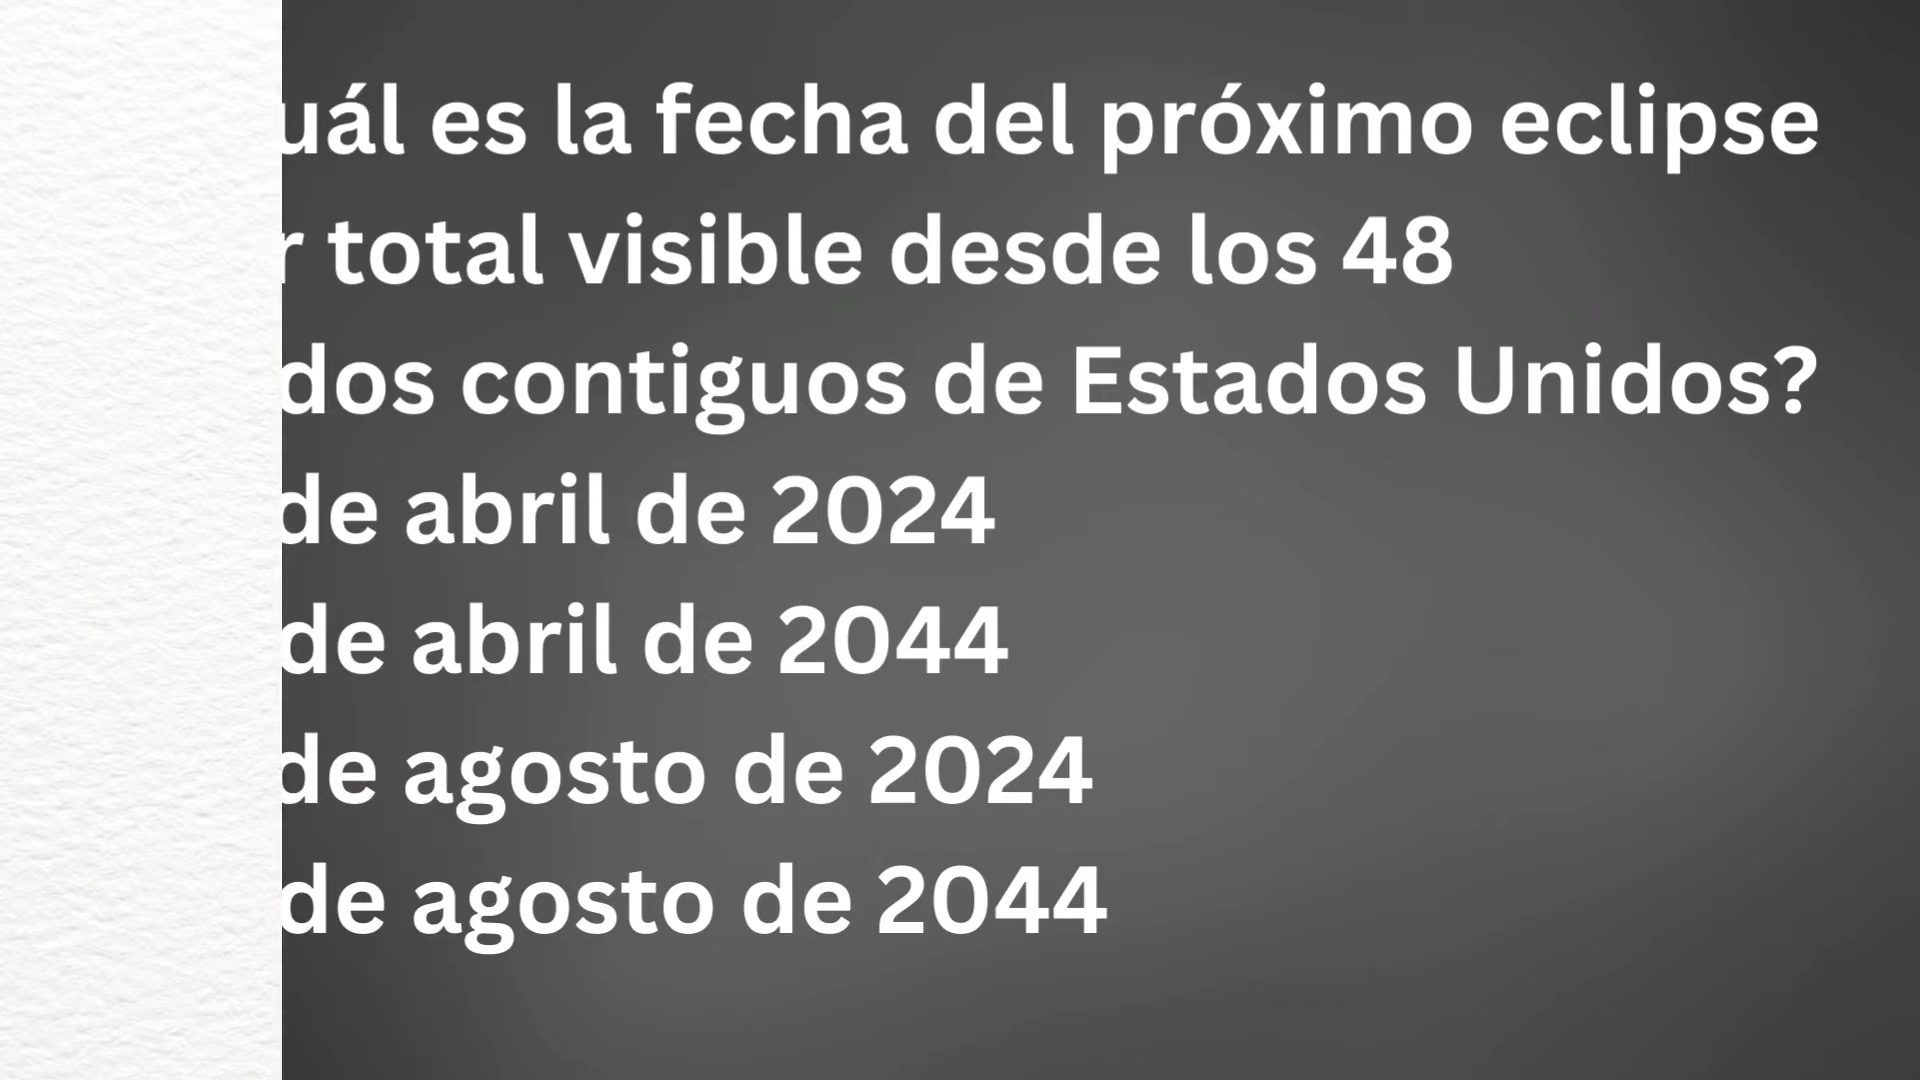 uál es la fecha del próximo eclipse
r total visible desde los 48
dos contiguos de Estados Unidos?
de abril de 2024
de abril de 2044
de agosto de 2024
de agosto de 2044